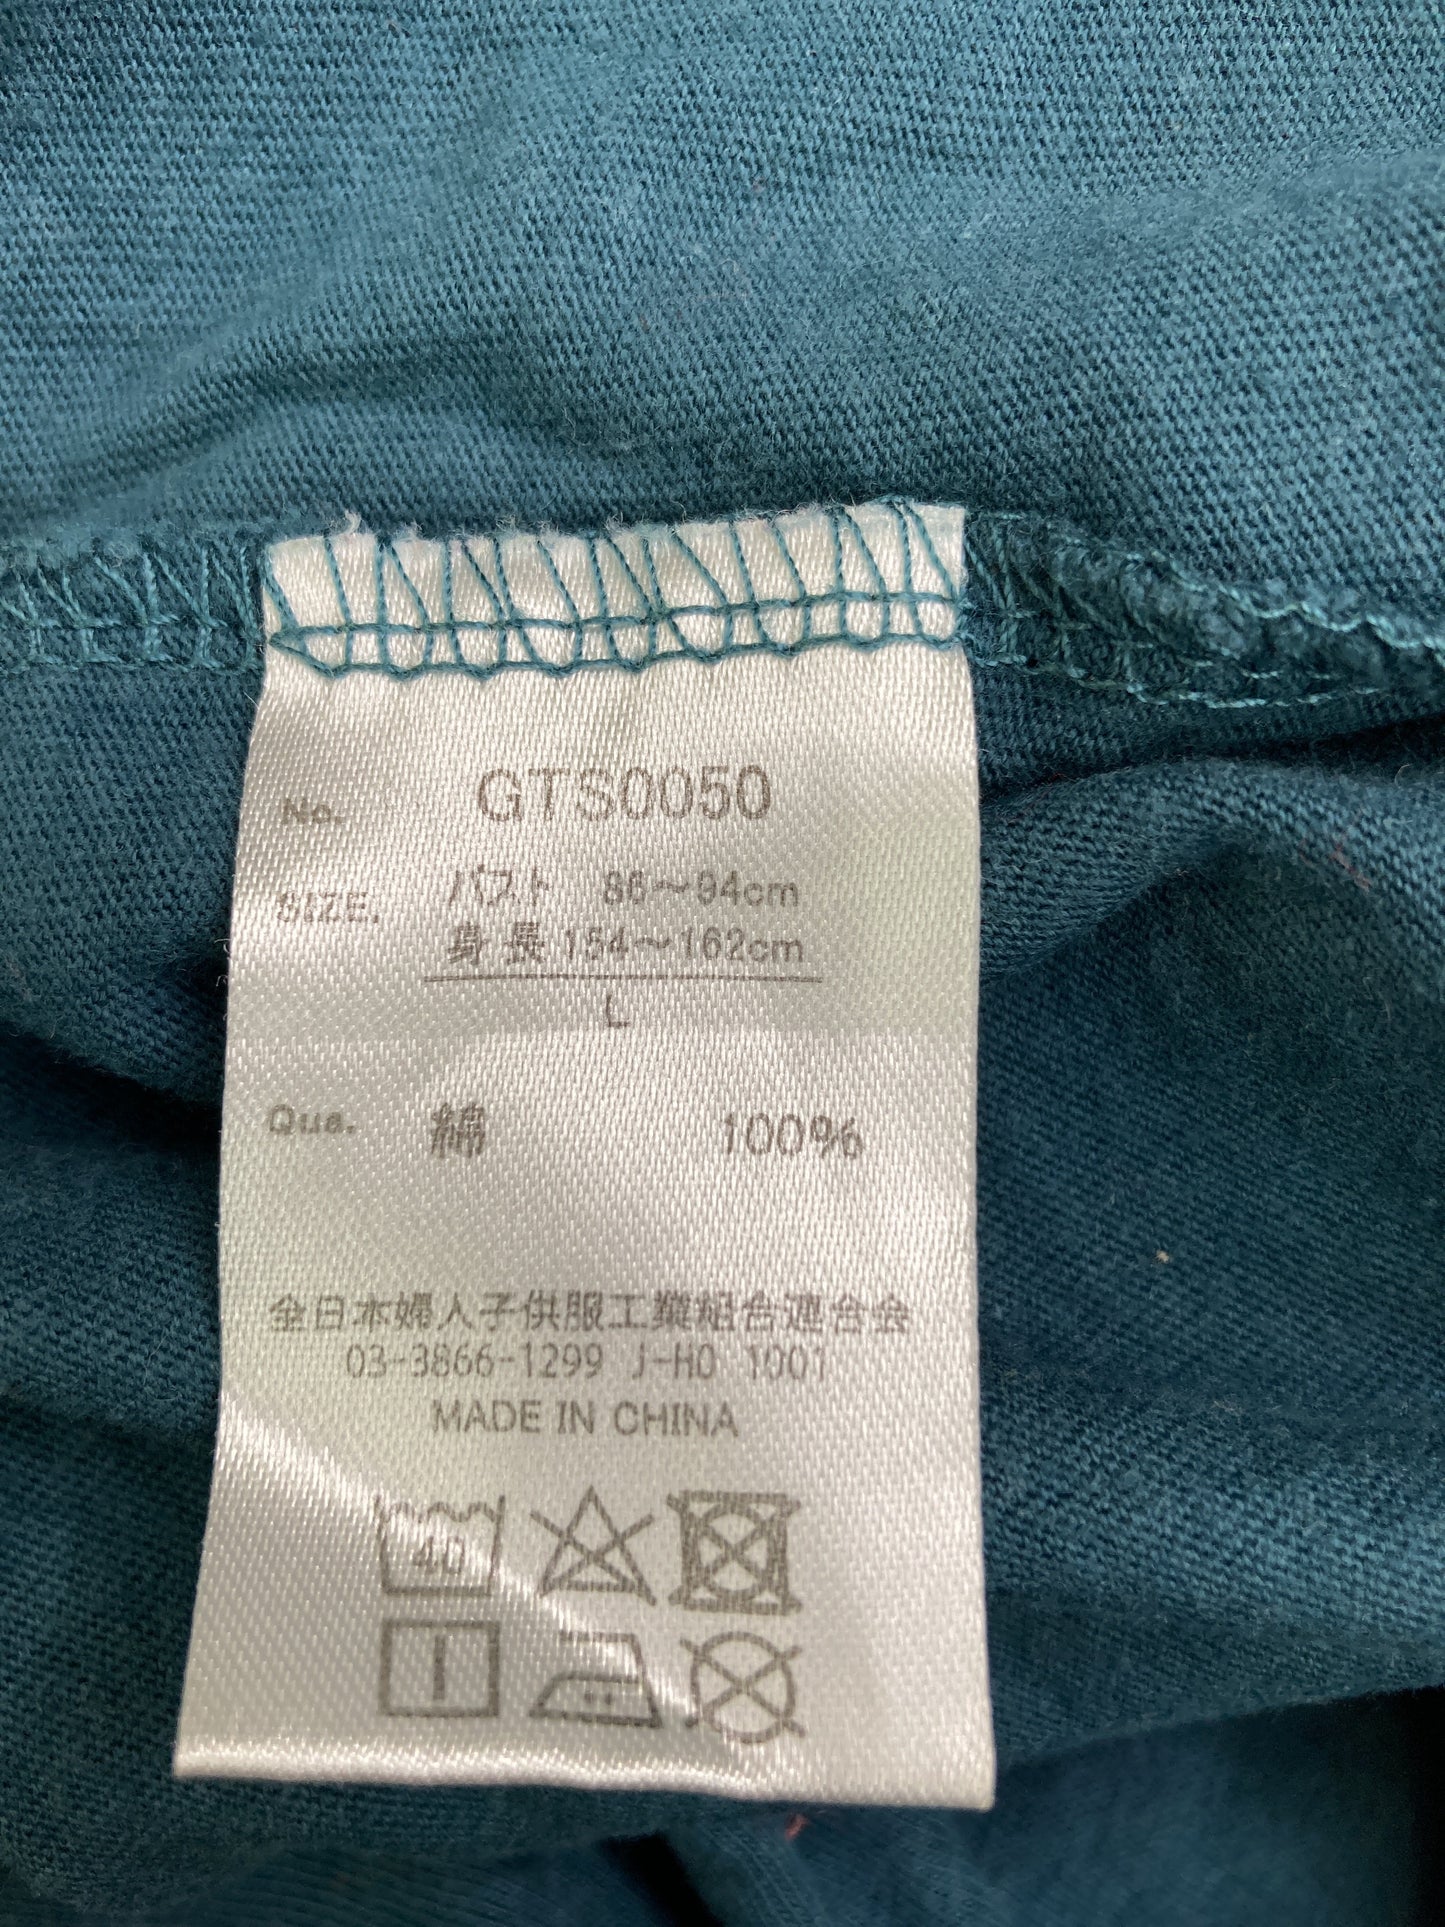 No. GTS0050
SIZE. バスト 86～94cm
身長 154～162cm
L
Qua. 綿 100%
全日本婦人子供服工業組合連合会
03-3866-1299 J-HO 1001
MADE IN CHINA
40